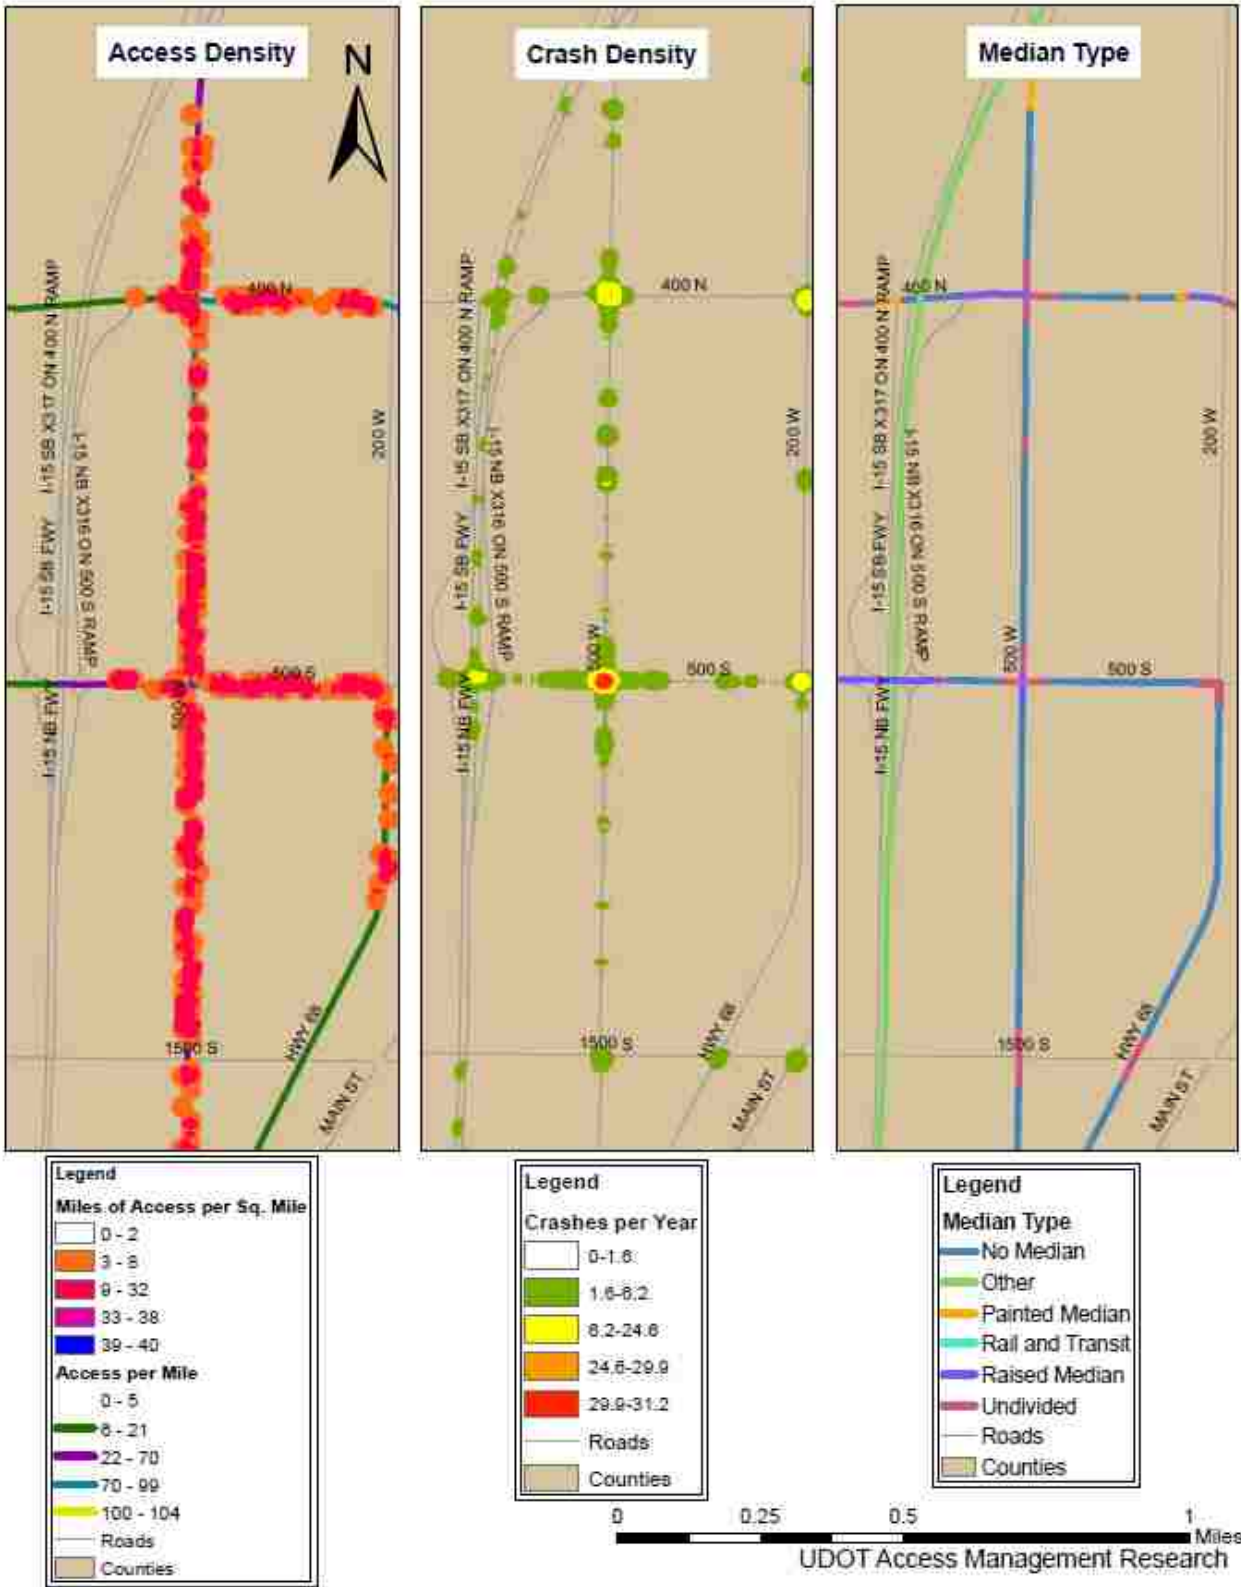 Access Density
N
400 N
I-15 SB X317 ON 400 N RAMP
200 W
I-15 SB FWY
I-15 NB X316 ON 500 S RAMP
500 S
500 W
I-15 NB FWY
1500 S
HWY 68
MAIN ST
Crash Density
400 N
I-15 SB X317 ON 400 N RAMP
200 W
I-15 SB FWY
I-15 NB X316 ON 500 S RAMP
500 W
500 S
I-15 NB FWY
1500 S
HWY 68
MAIN ST
Median Type
400 N
I-15 SB X317 ON 400 N RAMP
200 W
I-15 SB FWY
I-15 NB X316 ON 500 S RAMP
500 W
500 S
I-15 NB FWY
1500 S
HWY 68
MAIN ST
Legend
Miles of Access per Sq. Mile
0 - 2
3 - 8
9 - 32
33 - 38
39 - 40
Access per Mile
0 - 5
6 - 21
22 - 70
70 - 99
100 - 104
Roads
Counties
Legend
Crashes per Year
0-1.6
1.6-6.2
6.2-24.6
24.6-29.9
29.9-31.2
Roads
Counties
Legend
Median Type
No Median
Other
Painted Median
Rail and Transit
Raised Median
Undivided
Roads
Counties
0 0.25 0.5 1
Miles
UDOT Access Management Research